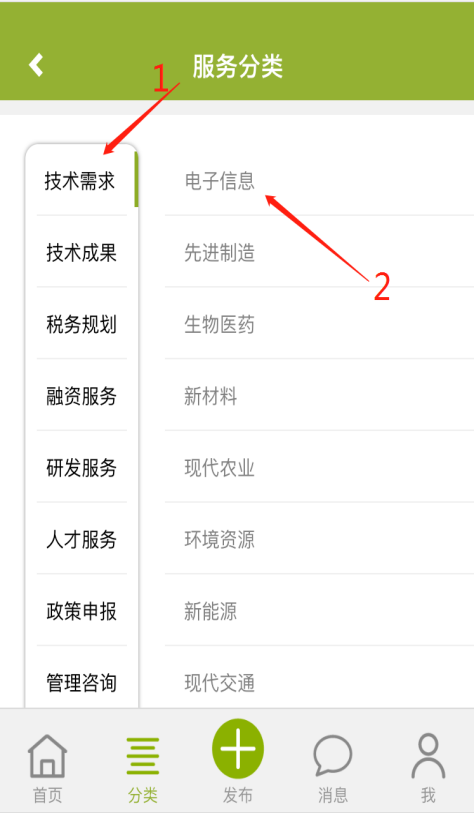 服务分类
1
技术需求
电子信息
技术成果
先进制造
2
税务规划
生物医药
融资服务
新材料
研发服务
现代农业
人才服务
环境资源
政策申报
新能源
管理咨询
现代交通
首页
分类
发布
消息
我